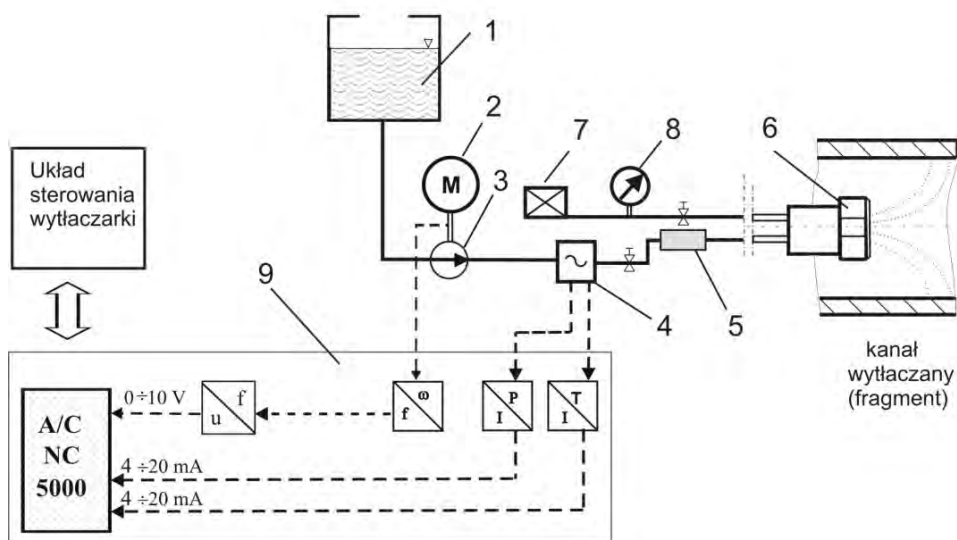 1
2
M
3
7
8
6
Układ
sterowania
wytłaczarki
9
4
5
kanał
wytłaczany
(fragment)
0÷10 V
f
u
ω
f
P
I
T
I
A/C
NC
5000
4 ÷20 mA
4 ÷20 mA